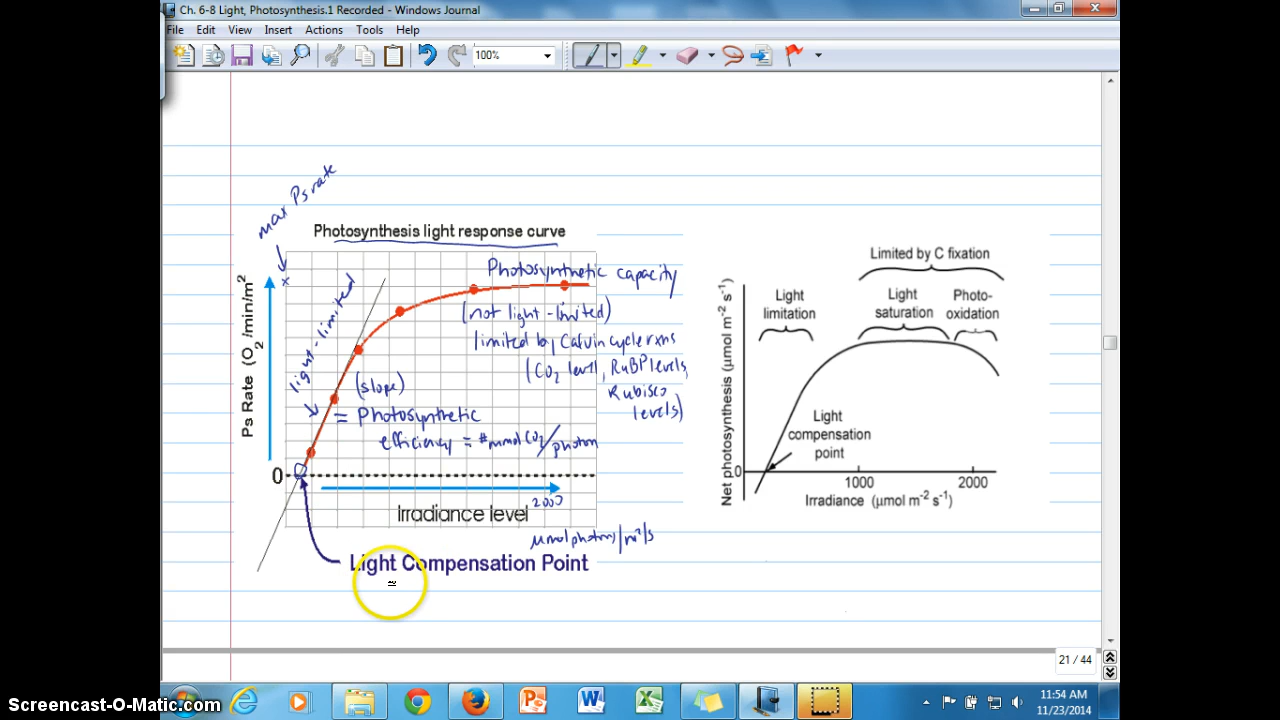 Ch. 6-8 Light, Photosynthesis.1 Recorded - Windows Journal
File Edit View Insert Actions Tools Help
100%
max Ps rate
x
Photosynthesis light response curve
Ps Rate (O2 /min/m2
light-limited
Photosynthetic capacity
(not light-limited)
limited by Calvin cycle rxns
(CO2 level, RuBP levels,
Rubisco
levels)
(slope)
= Photosynthetic
efficiency = #mmol CO2/photon
0
2000
Irradiance level
µmol photons/m²/s
Light Compensation Point
Limited by C fixation
Light
limitation
Light
saturation
Photo-
oxidation
Net photosynthesis (µmol m-2 s-1)
Light
compensation
point
0
1000
2000
Irradiance (µmol m-2 s-1)
21 / 44
Screencast-O-Matic.com
11:54 AM
11/23/2014